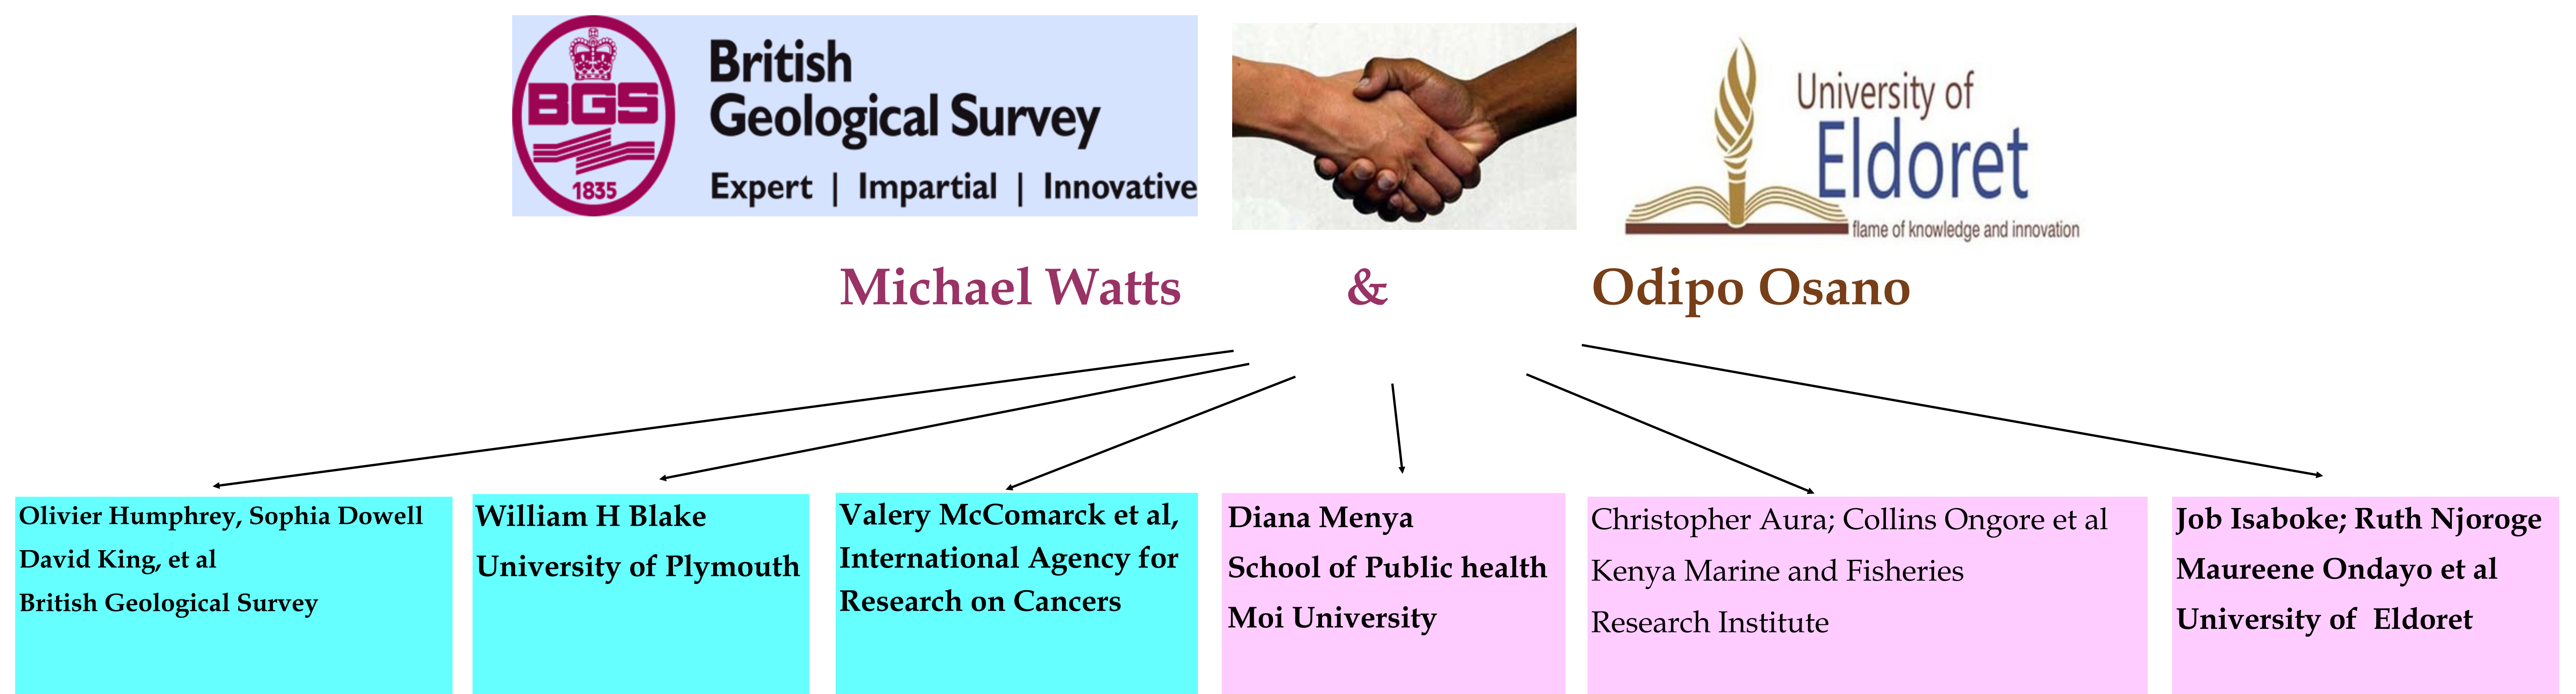 BGS
1835
British
Geological Survey
Expert | Impartial | Innovative
University of
Eldoret
flame of knowledge and innovation
Michael Watts & Odipo Osano
Olivier Humphrey, Sophia Dowell
David King, et al
British Geological Survey
William H Blake
University of Plymouth
Valery McComarck et al,
International Agency for
Research on Cancers
Diana Menya
School of Public health
Moi University
Christopher Aura; Collins Ongore et al
Kenya Marine and Fisheries
Research Institute
Job Isaboke; Ruth Njoroge
Maureene Ondayo et al
University of  Eldoret